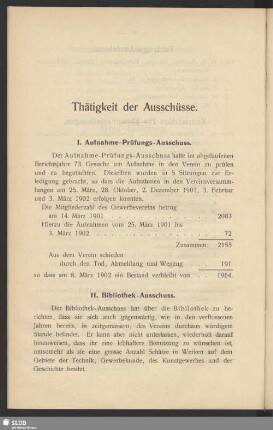 Thätigkeit der Ausschüsse.
I. Aufnahme-Prüfungs-Ausschuss.
Der Aufnahme-Prüfungs-Ausschuss hatte im abgelaufenen
Berichtsjahre 73 Gesuche um Aufnahme in den Verein zu prüfen
und zu begutachten. Dieselben wurden in 5 Sitzungen zur Er-
ledigung gebracht, so dass die Aufnahmen in den Vereinsversamm-
lungen am 25. März, 28. Oktober, 2. Dezember 1901, 3. Februar
und 3. März 1902 erfolgen konnten.
Die Mitgliederzahl des Gewerbevereins betrug
am 14. März 1901 . . . . . . . . . . 2083
Hierzu die Aufnahmen vom 25. März 1901 bis
3. März 1902 . . . . . . . . . . . 72
Zusammen: 2155
Aus dem Verein schieden
durch den Tod, Abmeldung und Wegzug . . . 191
so dass am 8. März 1902 ein Bestand verbleibt von . . . 1964.
II. Bibliothek-Ausschuss.
Der Bibliothek-Ausschuss hat über die Bibliothek zu be-
richten, dass sie sich auch gegenwärtig, wie in den verflossenen
Jahren bereits, in zeitgemässem, des Vereins durchaus würdigem
Stande befindet. Er kann aber nicht unterlassen, wiederholt darauf
hinzuweisen, dass ihr eine lebhaftere Benutzung zu wünschen ist,
umsomehr als sie eine grosse Anzahl Schätze in Werken auf dem
Gebiete der Technik, Gewerbekunde, des Kunstgewerbes und der
Geschichte besitzt.
SLUB